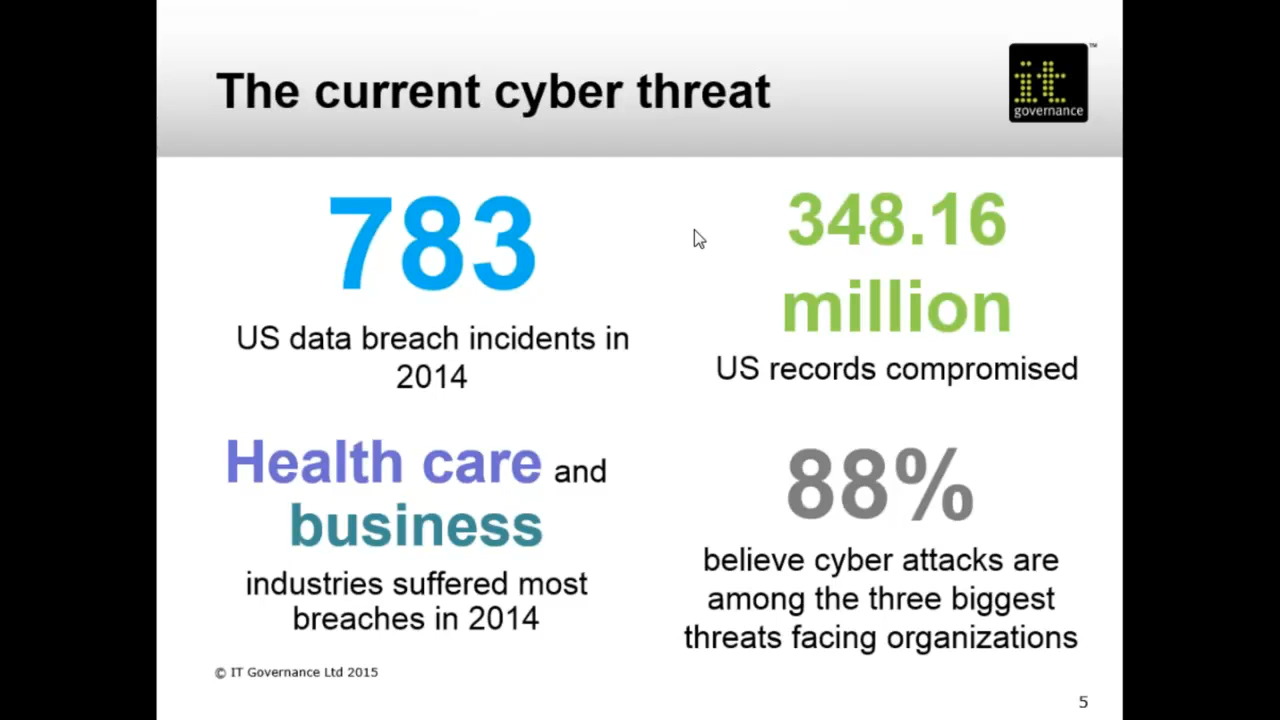 The current cyber threat
it
governance
™
783
US data breach incidents in
2014
348.16
million
US records compromised
Health care and
business
industries suffered most
breaches in 2014
88%
believe cyber attacks are
among the three biggest
threats facing organizations
© IT Governance Ltd 2015
5